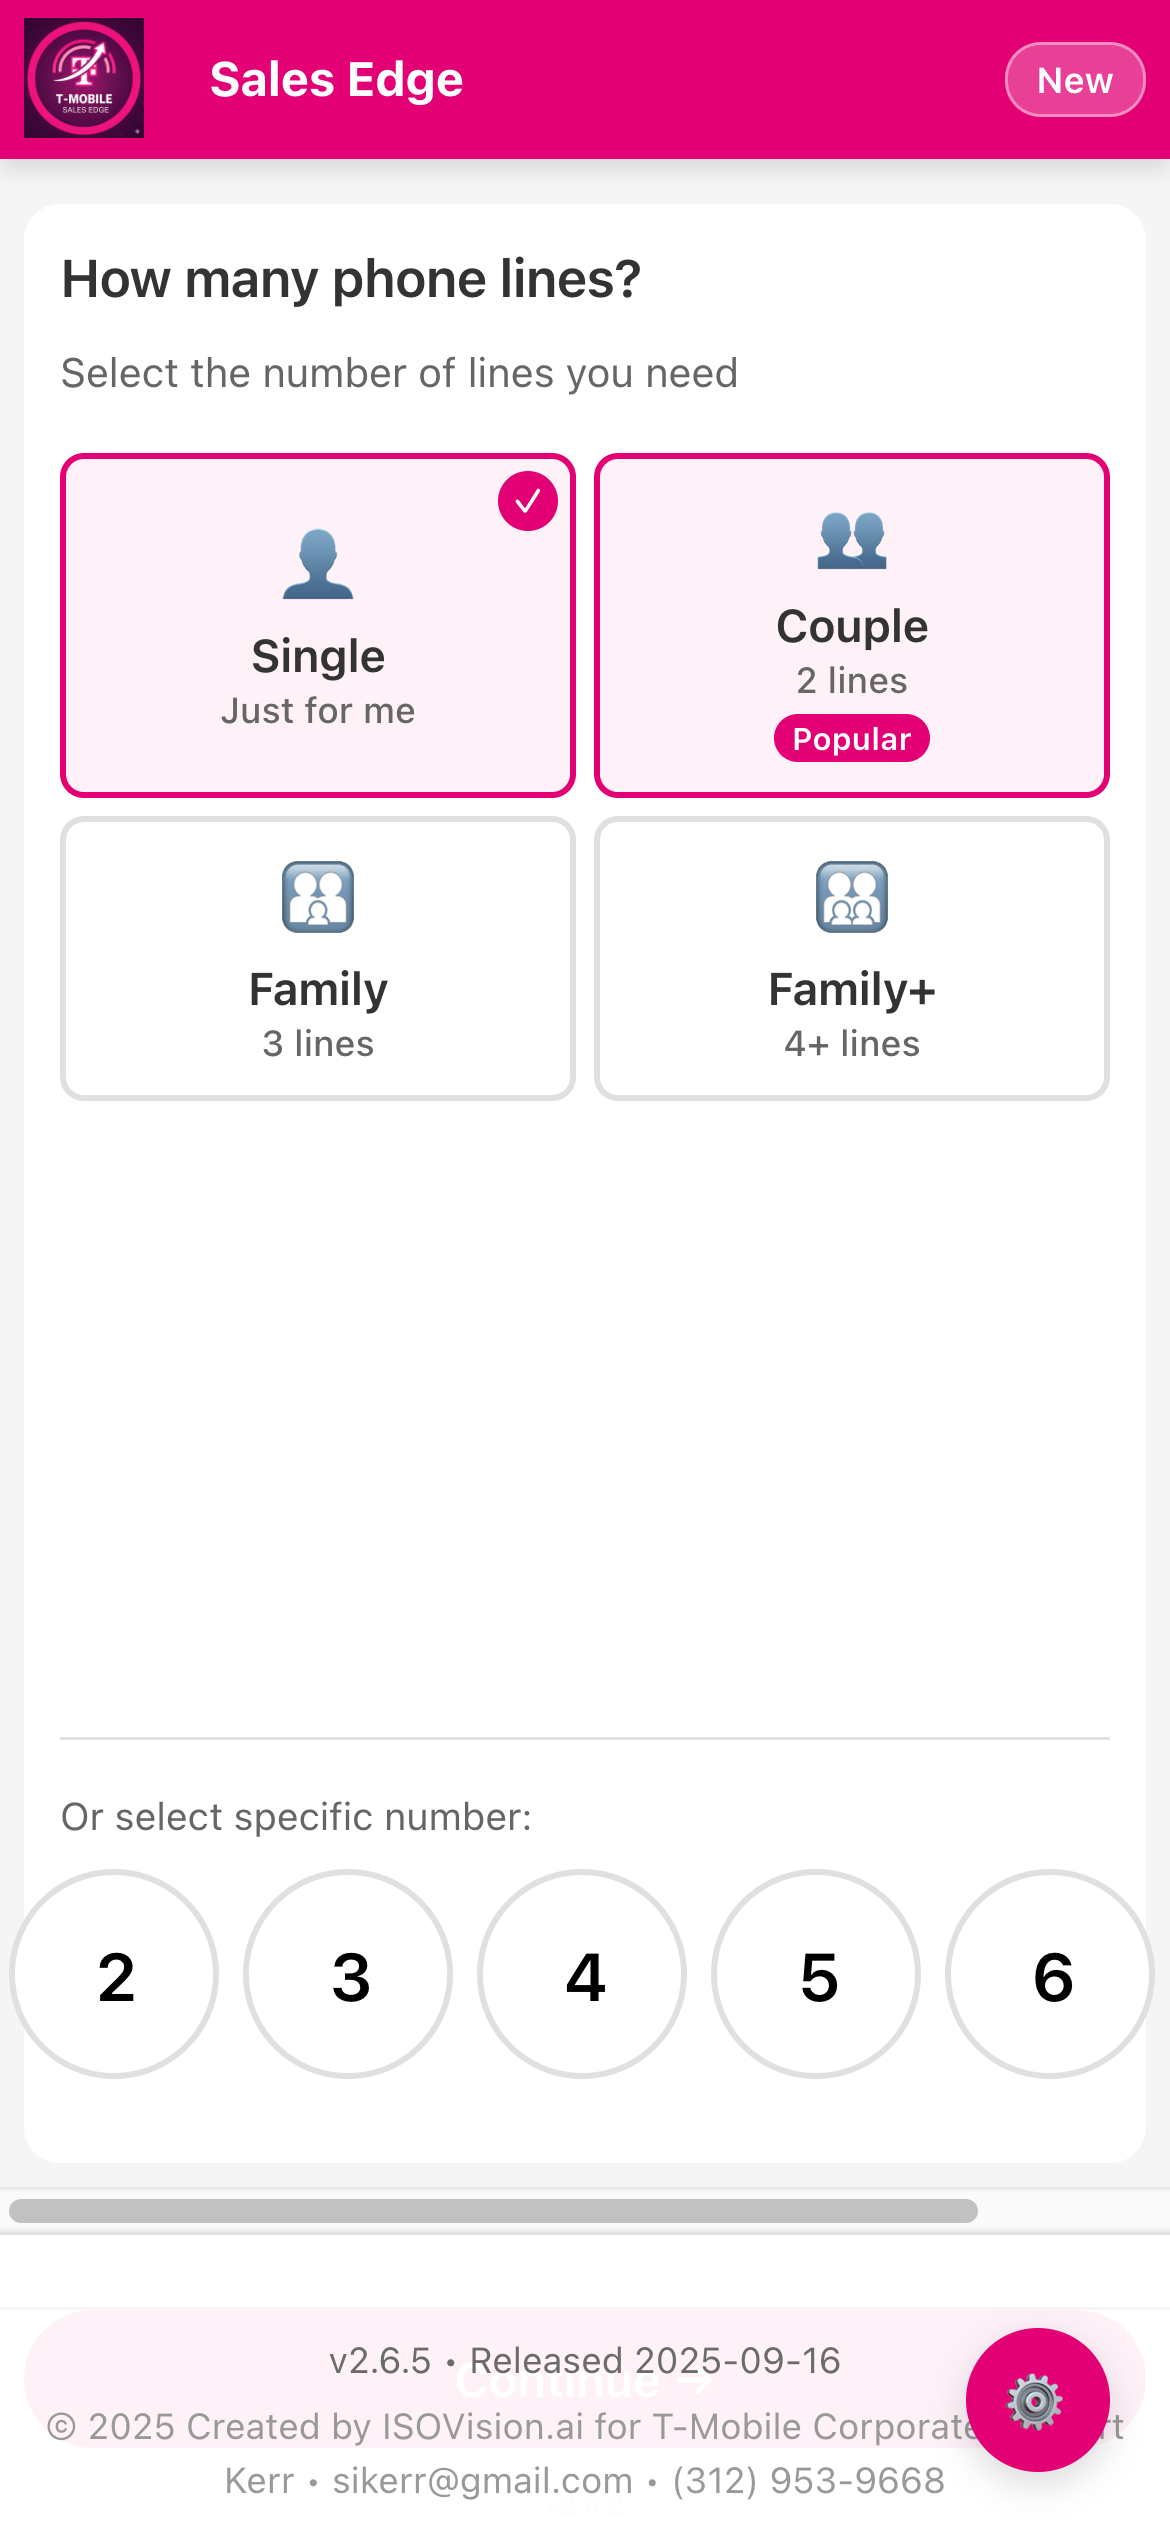 T-MOBILE
SALES EDGE
Sales Edge
New
How many phone lines?
Select the number of lines you need
Single
Just for me
Couple
2 lines
Popular
Family
3 lines
Family+
4+ lines
Or select specific number:
2
3
4
5
6
Continue →
v2.6.5 • Released 2025-09-16
© 2025 Created by ISOVision.ai for T-Mobile Corporate
Kerr • sikerr@gmail.com • (312) 953-9668